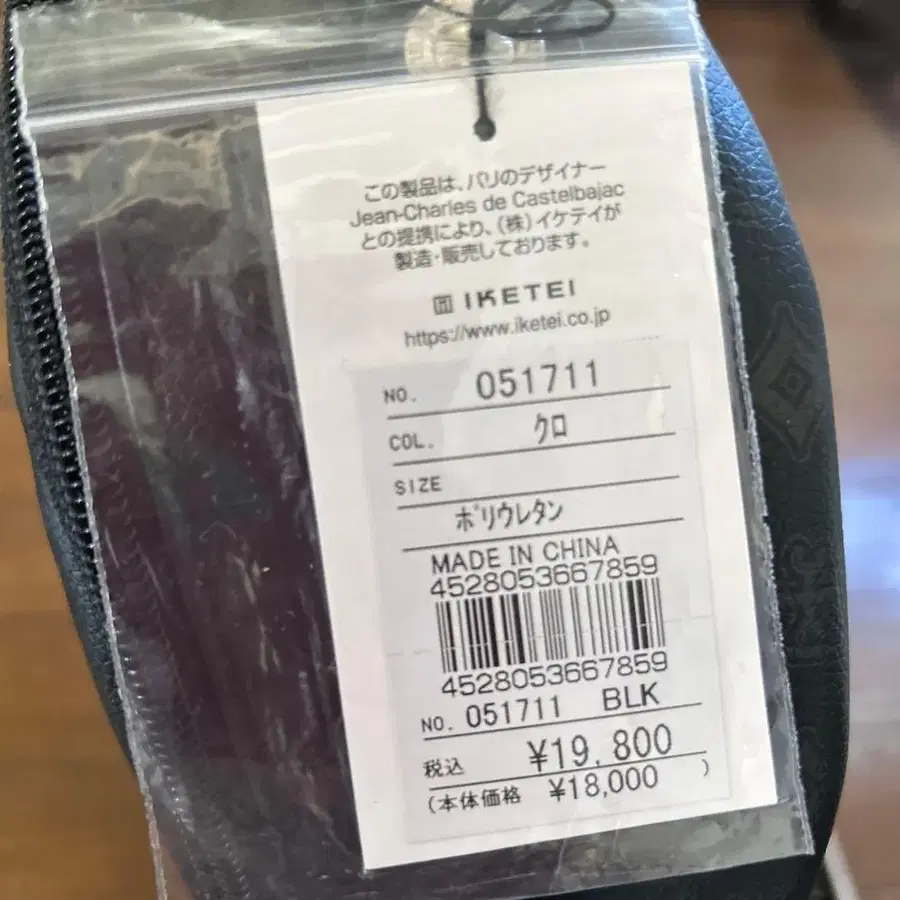 この製品は、パリのデザイナー
Jean-Charles de Castelbajac
との提携により、(株)イケテイが
製造・販売しております。
IKETEI
https://www.iketei.co.jp
NO. 051711
COL. クロ
SIZE
ポリウレタン
MADE IN CHINA
4528053667859
4528053667859
NO. 051711 BLK
税込 ¥19,800
(本体価格 ¥18,000 )